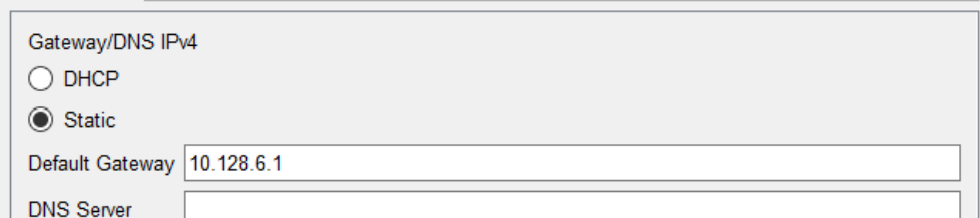 Gateway/DNS IPv4
DHCP
Static
Default Gateway 10.128.6.1
DNS Server